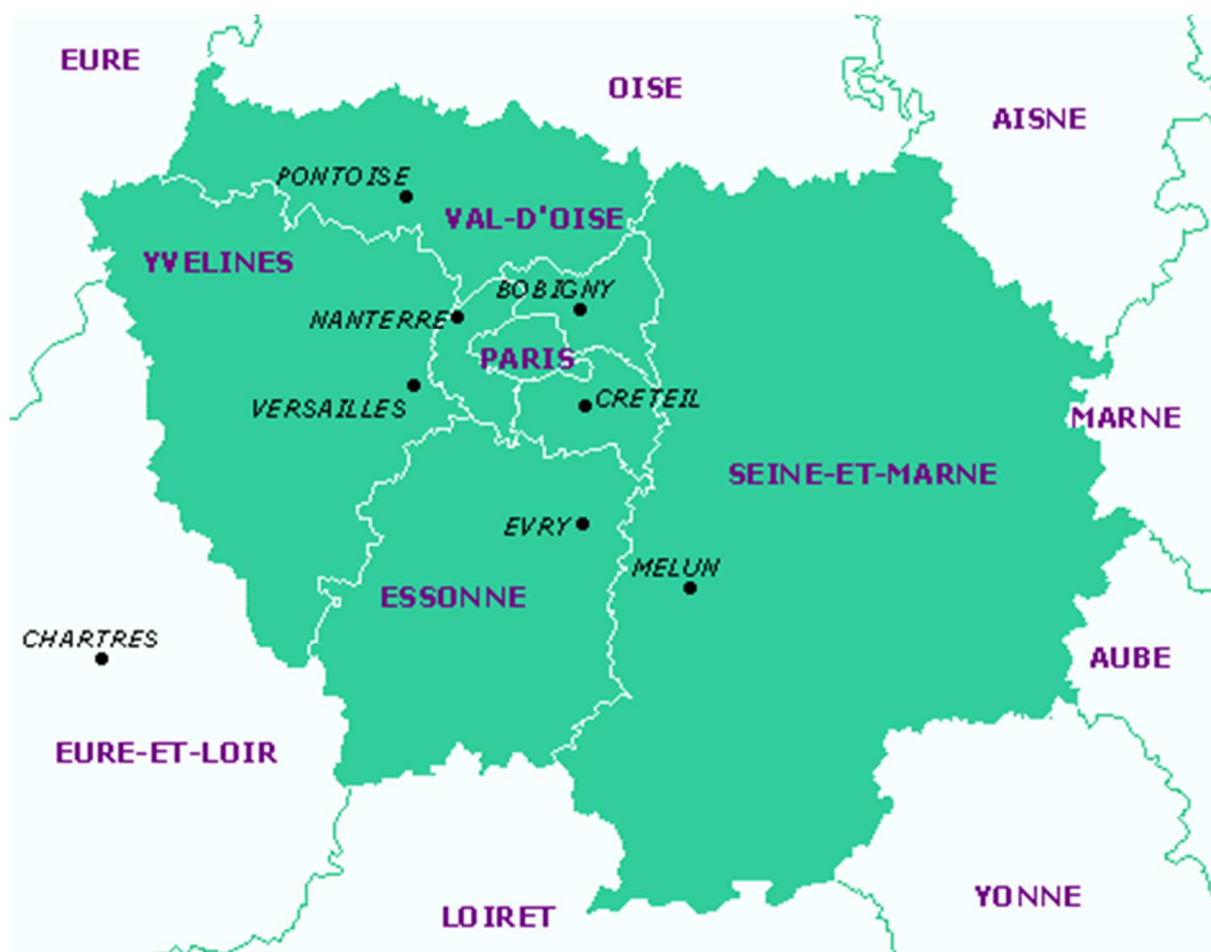 EURE
OISE
AISNE
PONTOISE
VAL-D'OISE
YVELINES
BOBIGNY
NANTERRE
PARIS
VERSAILLES
CRETEIL
MARNE
SEINE-ET-MARNE
EVRY
MELUN
ESSONNE
CHARTRES
AUBE
EURE-ET-LOIR
YONNE
LOIRET